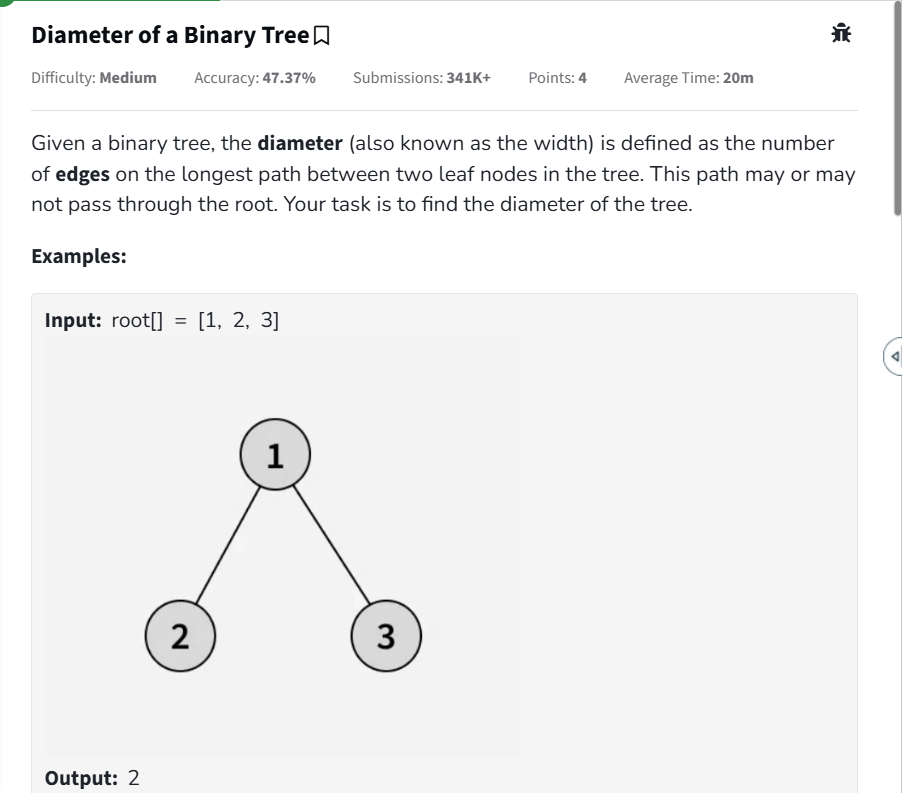 Diameter of a Binary Tree
Difficulty: Medium Accuracy: 47.37% Submissions: 341K+ Points: 4 Average Time: 20m
Given a binary tree, the diameter (also known as the width) is defined as the number
of edges on the longest path between two leaf nodes in the tree. This path may or may
not pass through the root. Your task is to find the diameter of the tree.
Examples:
Input: root[] = [1, 2, 3]
1
2 3
Output: 2